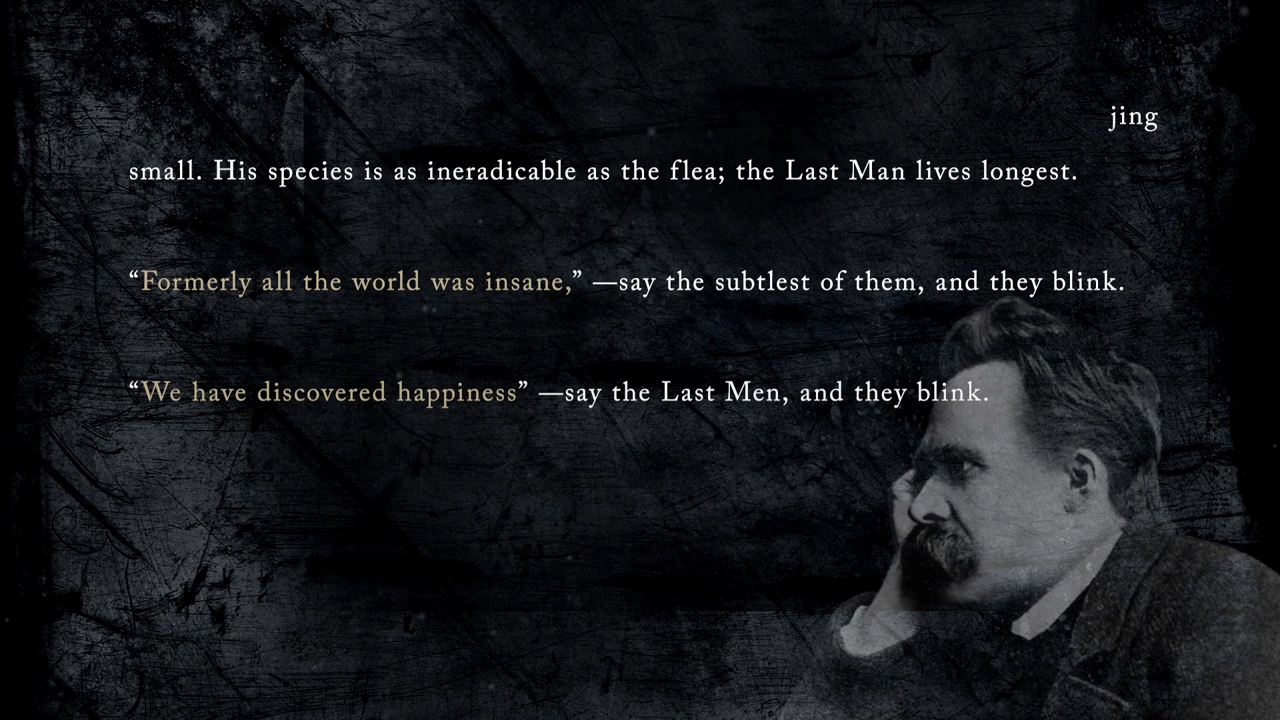 jing
small. His species is as ineradicable as the flea; the Last Man lives longest.
“Formerly all the world was insane,” —say the subtlest of them, and they blink.
“We have discovered happiness” —say the Last Men, and they blink.